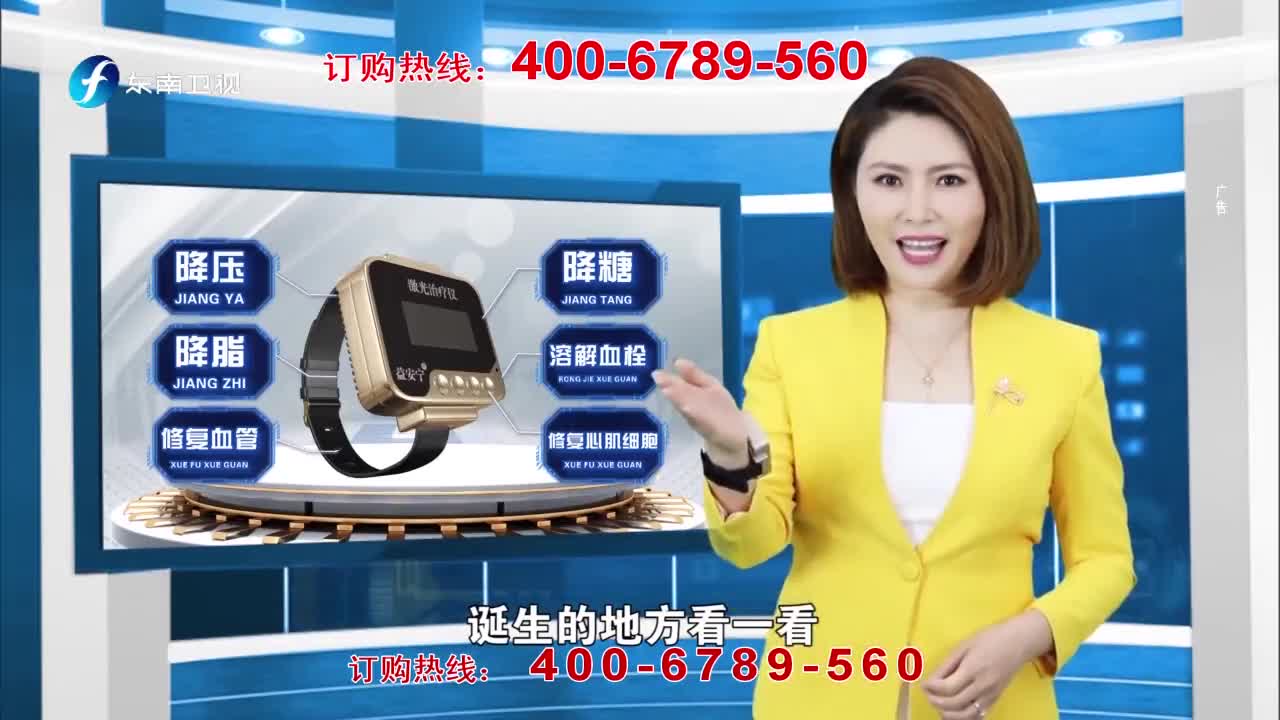 订购热线：400-6789-560
东南卫视
广告
降压
JIANG YA
降脂
JIANG ZHI
修复血管
XUE FU XUE GUAN
激光治疗仪
益安宁
降糖
JIANG TANG
溶解血栓
RONG JIE XUE GUAN
修复心肌细胞
XUE FU XUE GUAN
诞生的地方看一看
订购热线： 400-6789-560